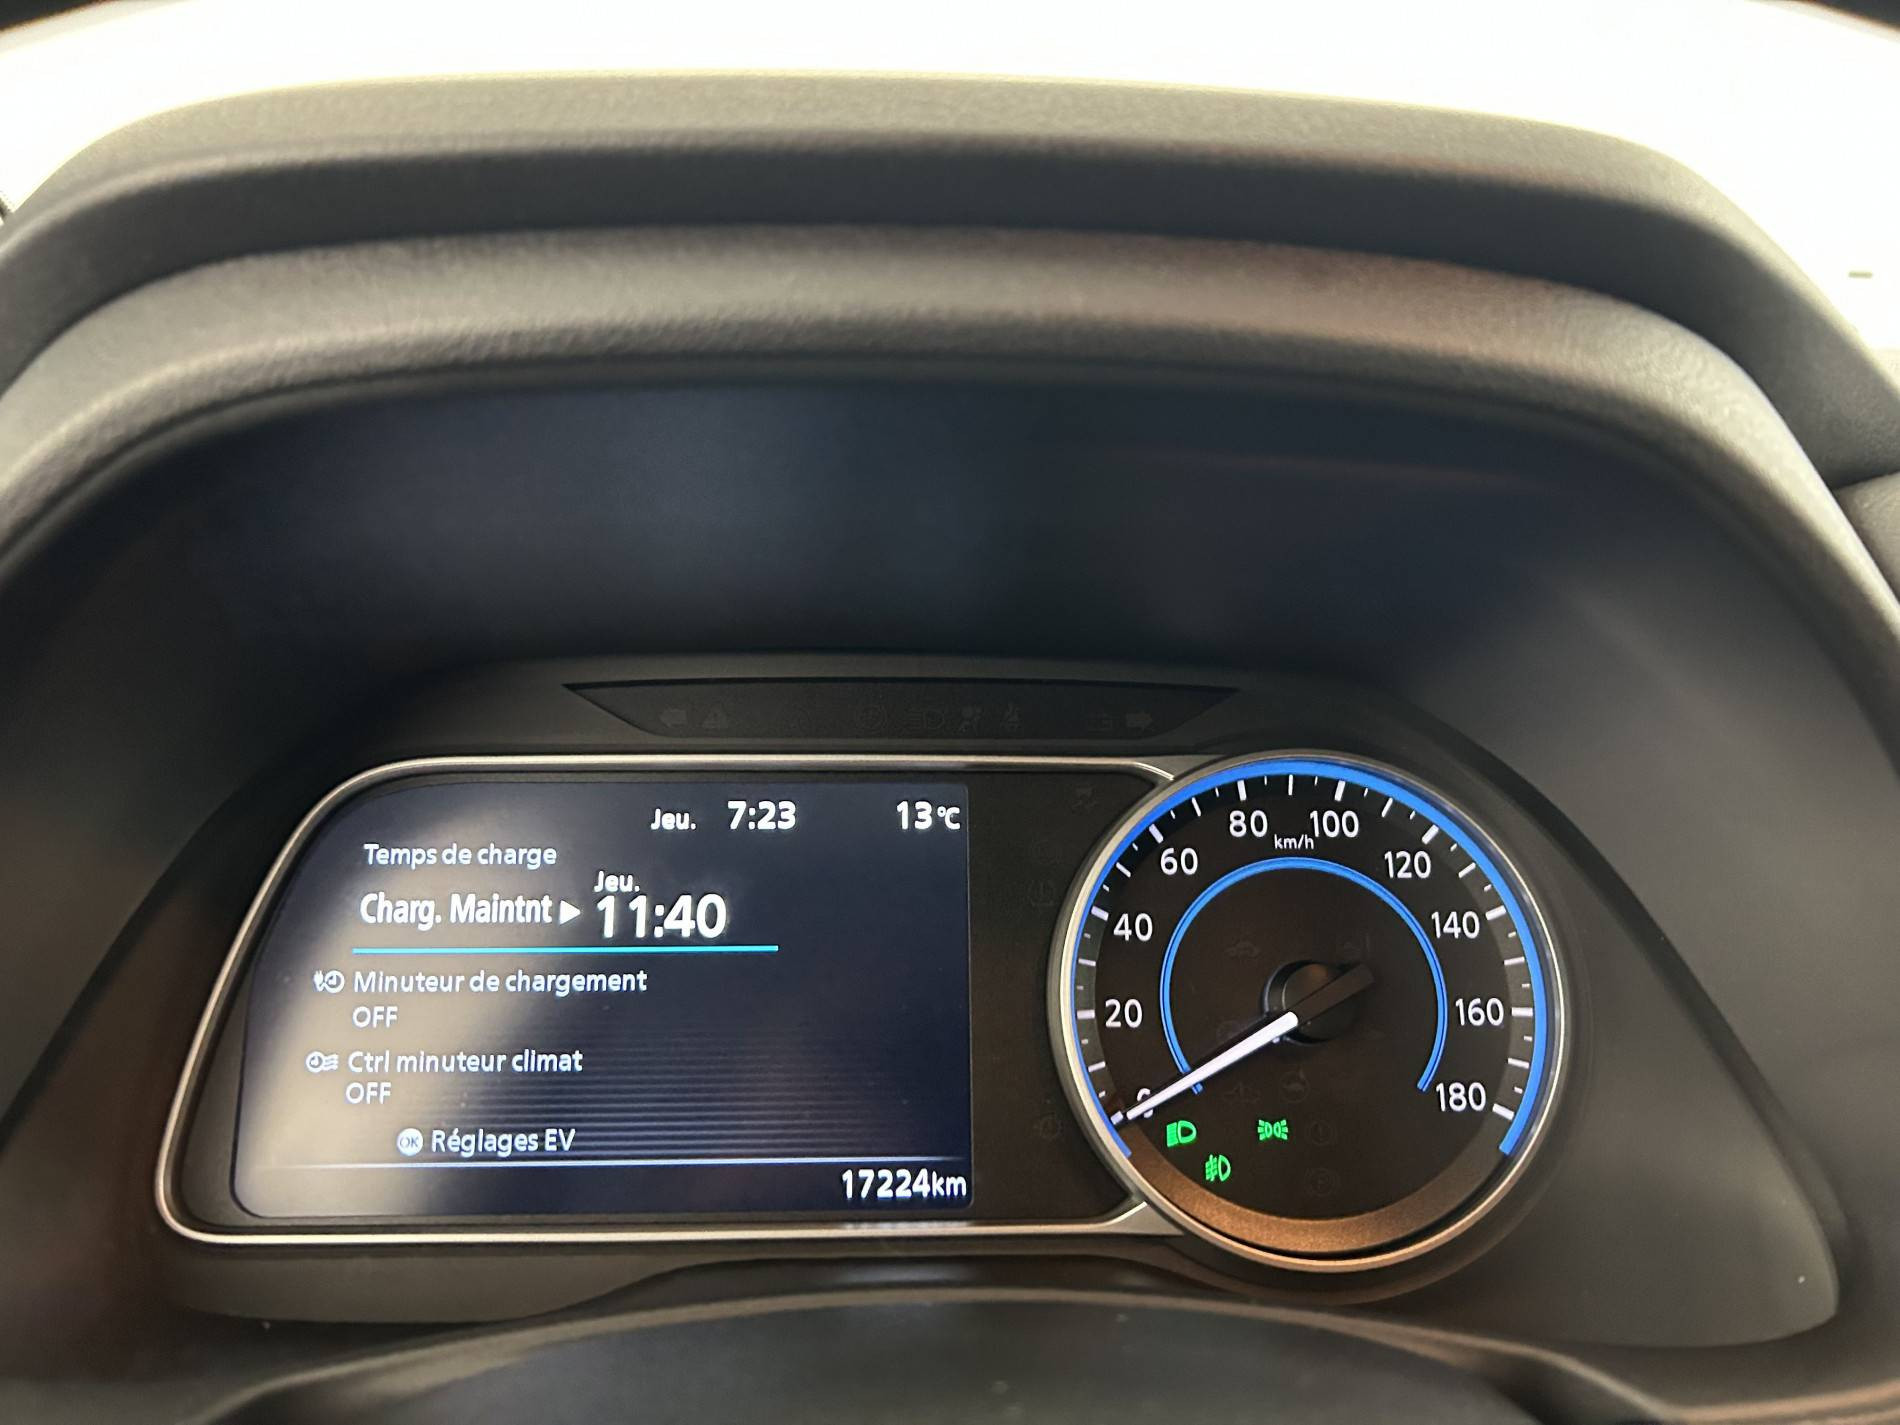 Jeu. 7:23 13°C
Temps de charge
Jeu.
Charg. Maintnt ▶ 11:40
Minuteur de chargement
OFF
Ctrl minuteur climat
OFF
OK Réglages EV
17224km
0 20 40 60 80 100 120 140 160 180
km/h